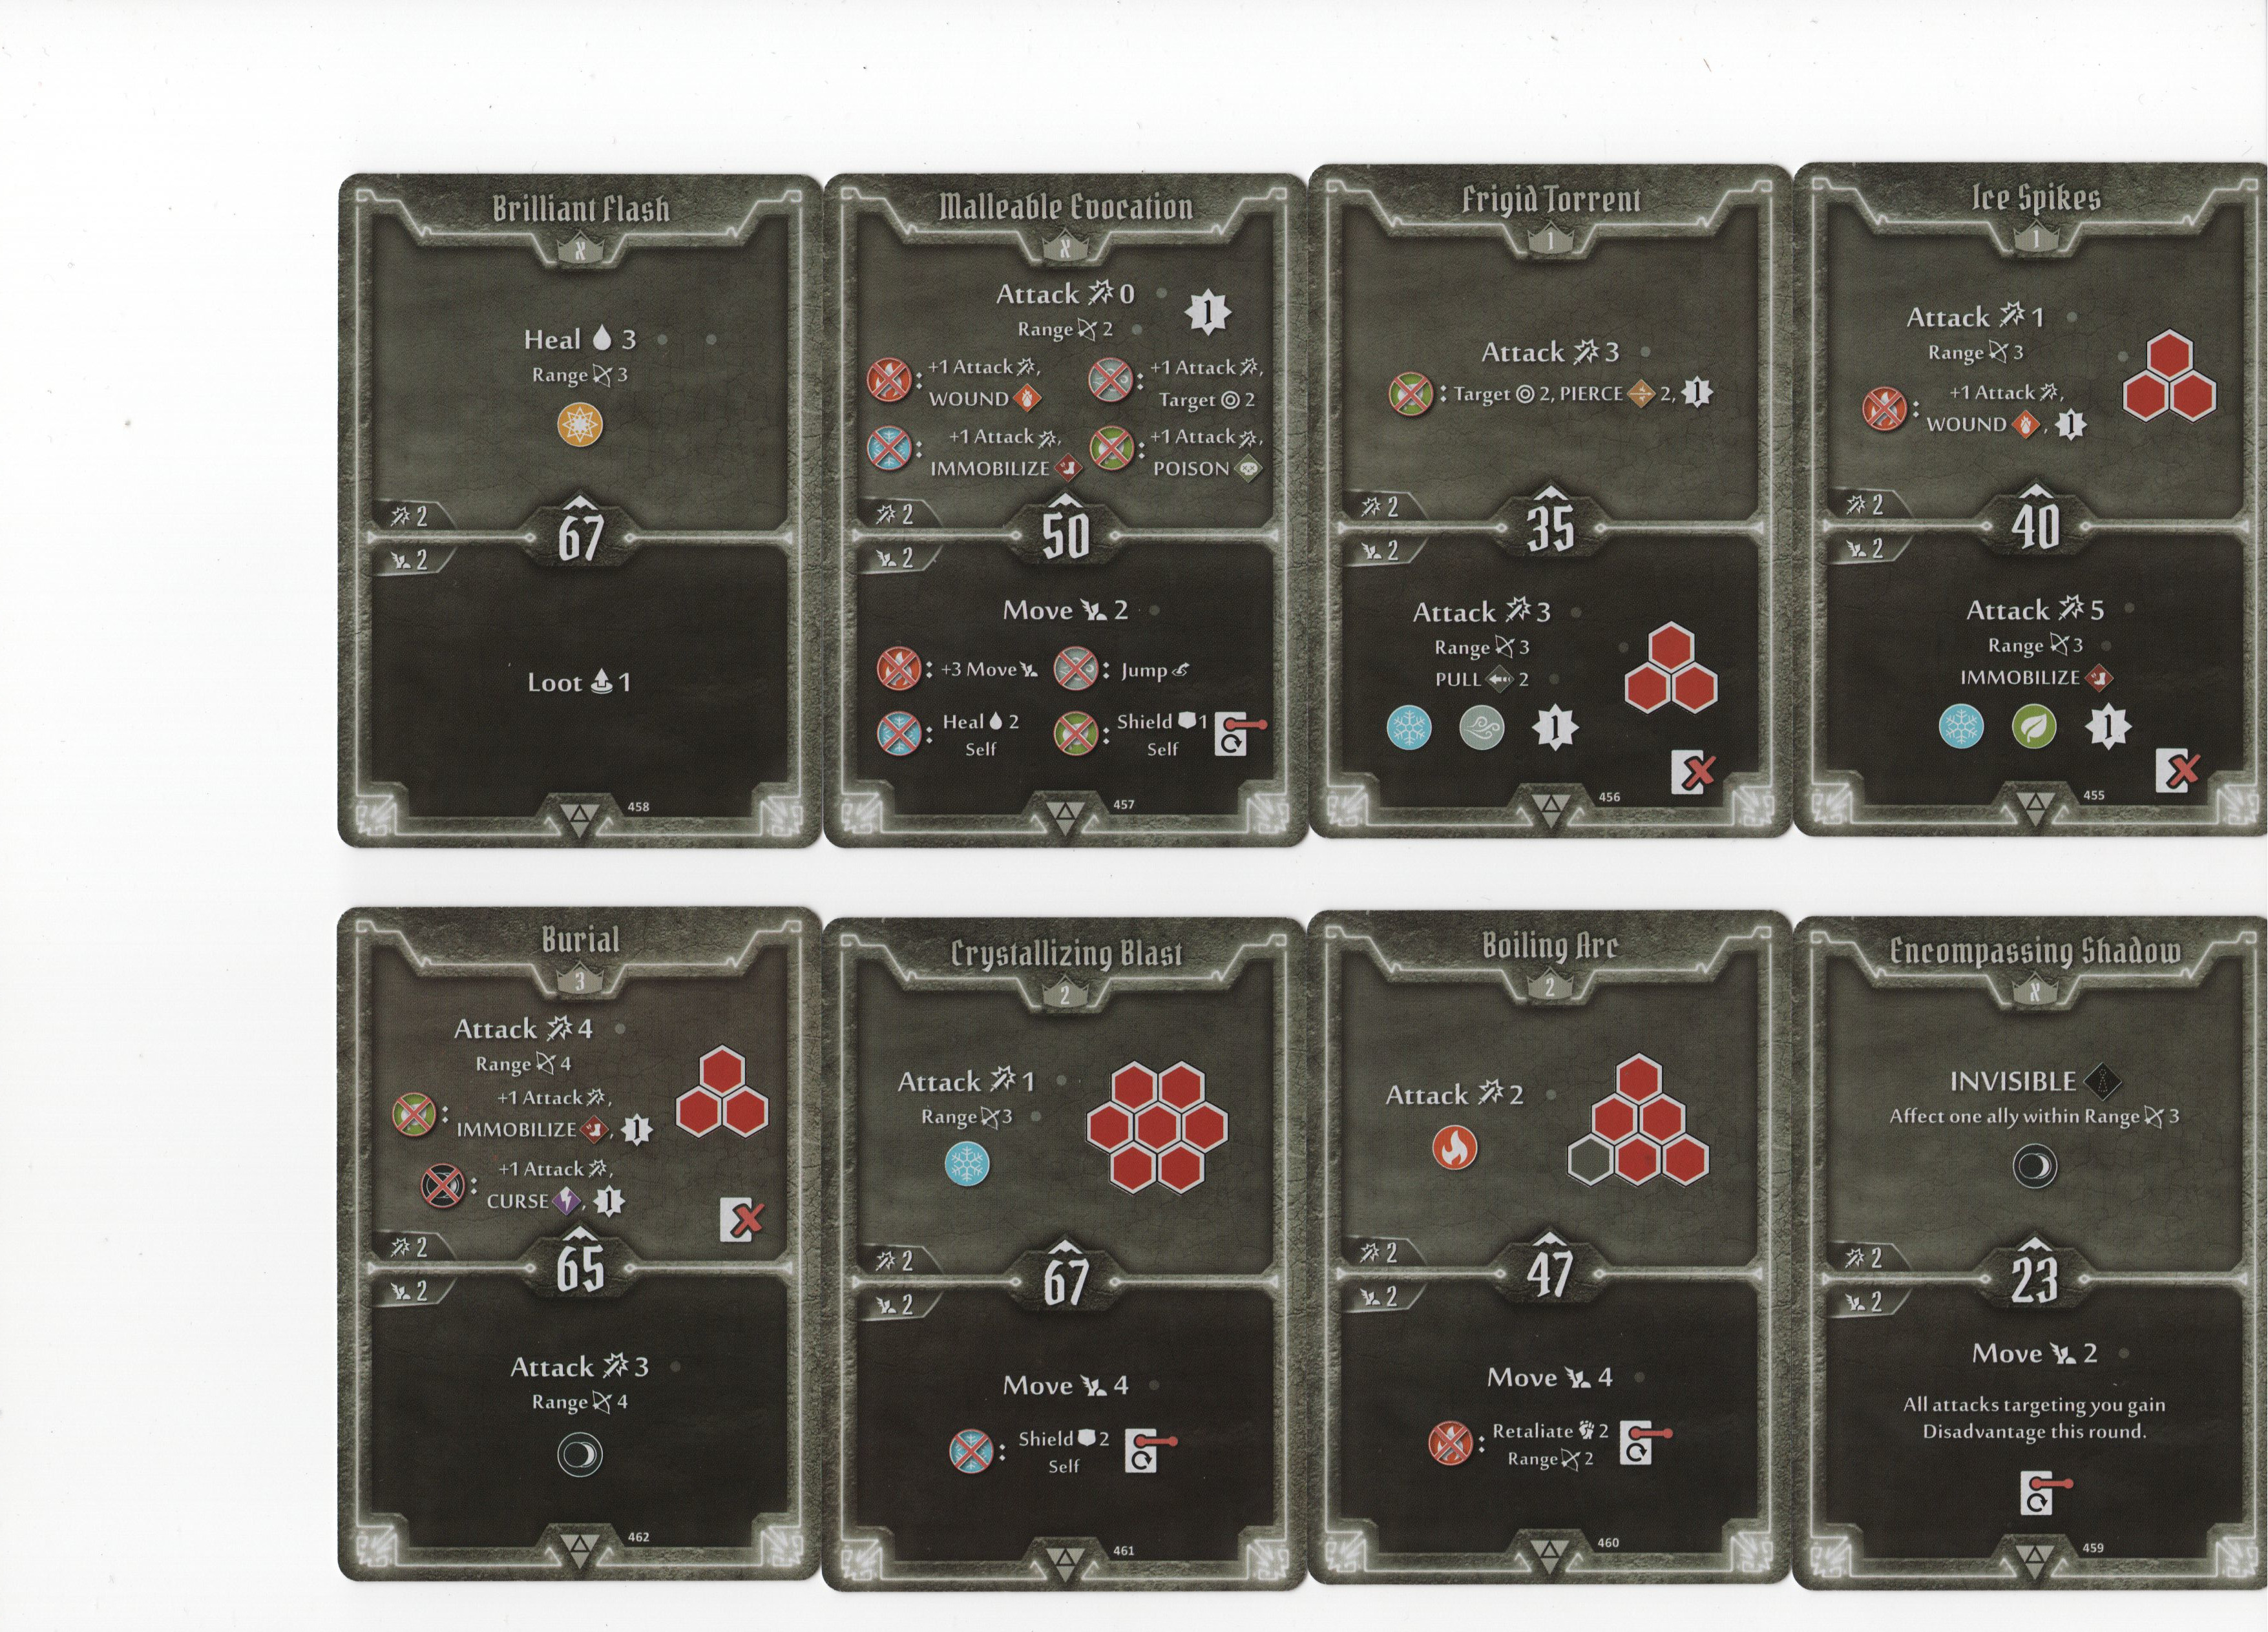 Brilliant Flash
X
Heal 3
Range 3
2
67
2
Loot 1
458
Malleable Evocation
X
Attack 0
1
Range 2
: +1 Attack,
WOUND
: +1 Attack,
Target 2
: +1 Attack,
IMMOBILIZE
: +1 Attack,
POISON
2
50
2
Move 2
: +3 Move
: Jump
: Heal 2
Self
: Shield 1
Self
457
Frigid Torrent
1
Attack 3
: Target 2, PIERCE 2, 1
2
35
2
Attack 3
Range 3
PULL 2
1
456
Ice Spikes
1
Attack 1
Range 3
: +1 Attack,
WOUND, 1
2
40
2
Attack 5
Range 3
IMMOBILIZE
1
455
Burial
3
Attack 4
Range 4
: +1 Attack,
IMMOBILIZE, 1
: +1 Attack,
CURSE, 1
2
65
2
Attack 3
Range 4
462
Crystallizing Blast
2
Attack 1
Range 3
2
67
2
Move 4
: Shield 2
Self
461
Boiling Arc
2
Attack 2
2
47
2
Move 4
: Retaliate 2
Range 2
460
Encompassing Shadow
X
INVISIBLE
Affect one ally within Range 3
2
23
2
Move 2
All attacks targeting you gain
Disadvantage this round.
459